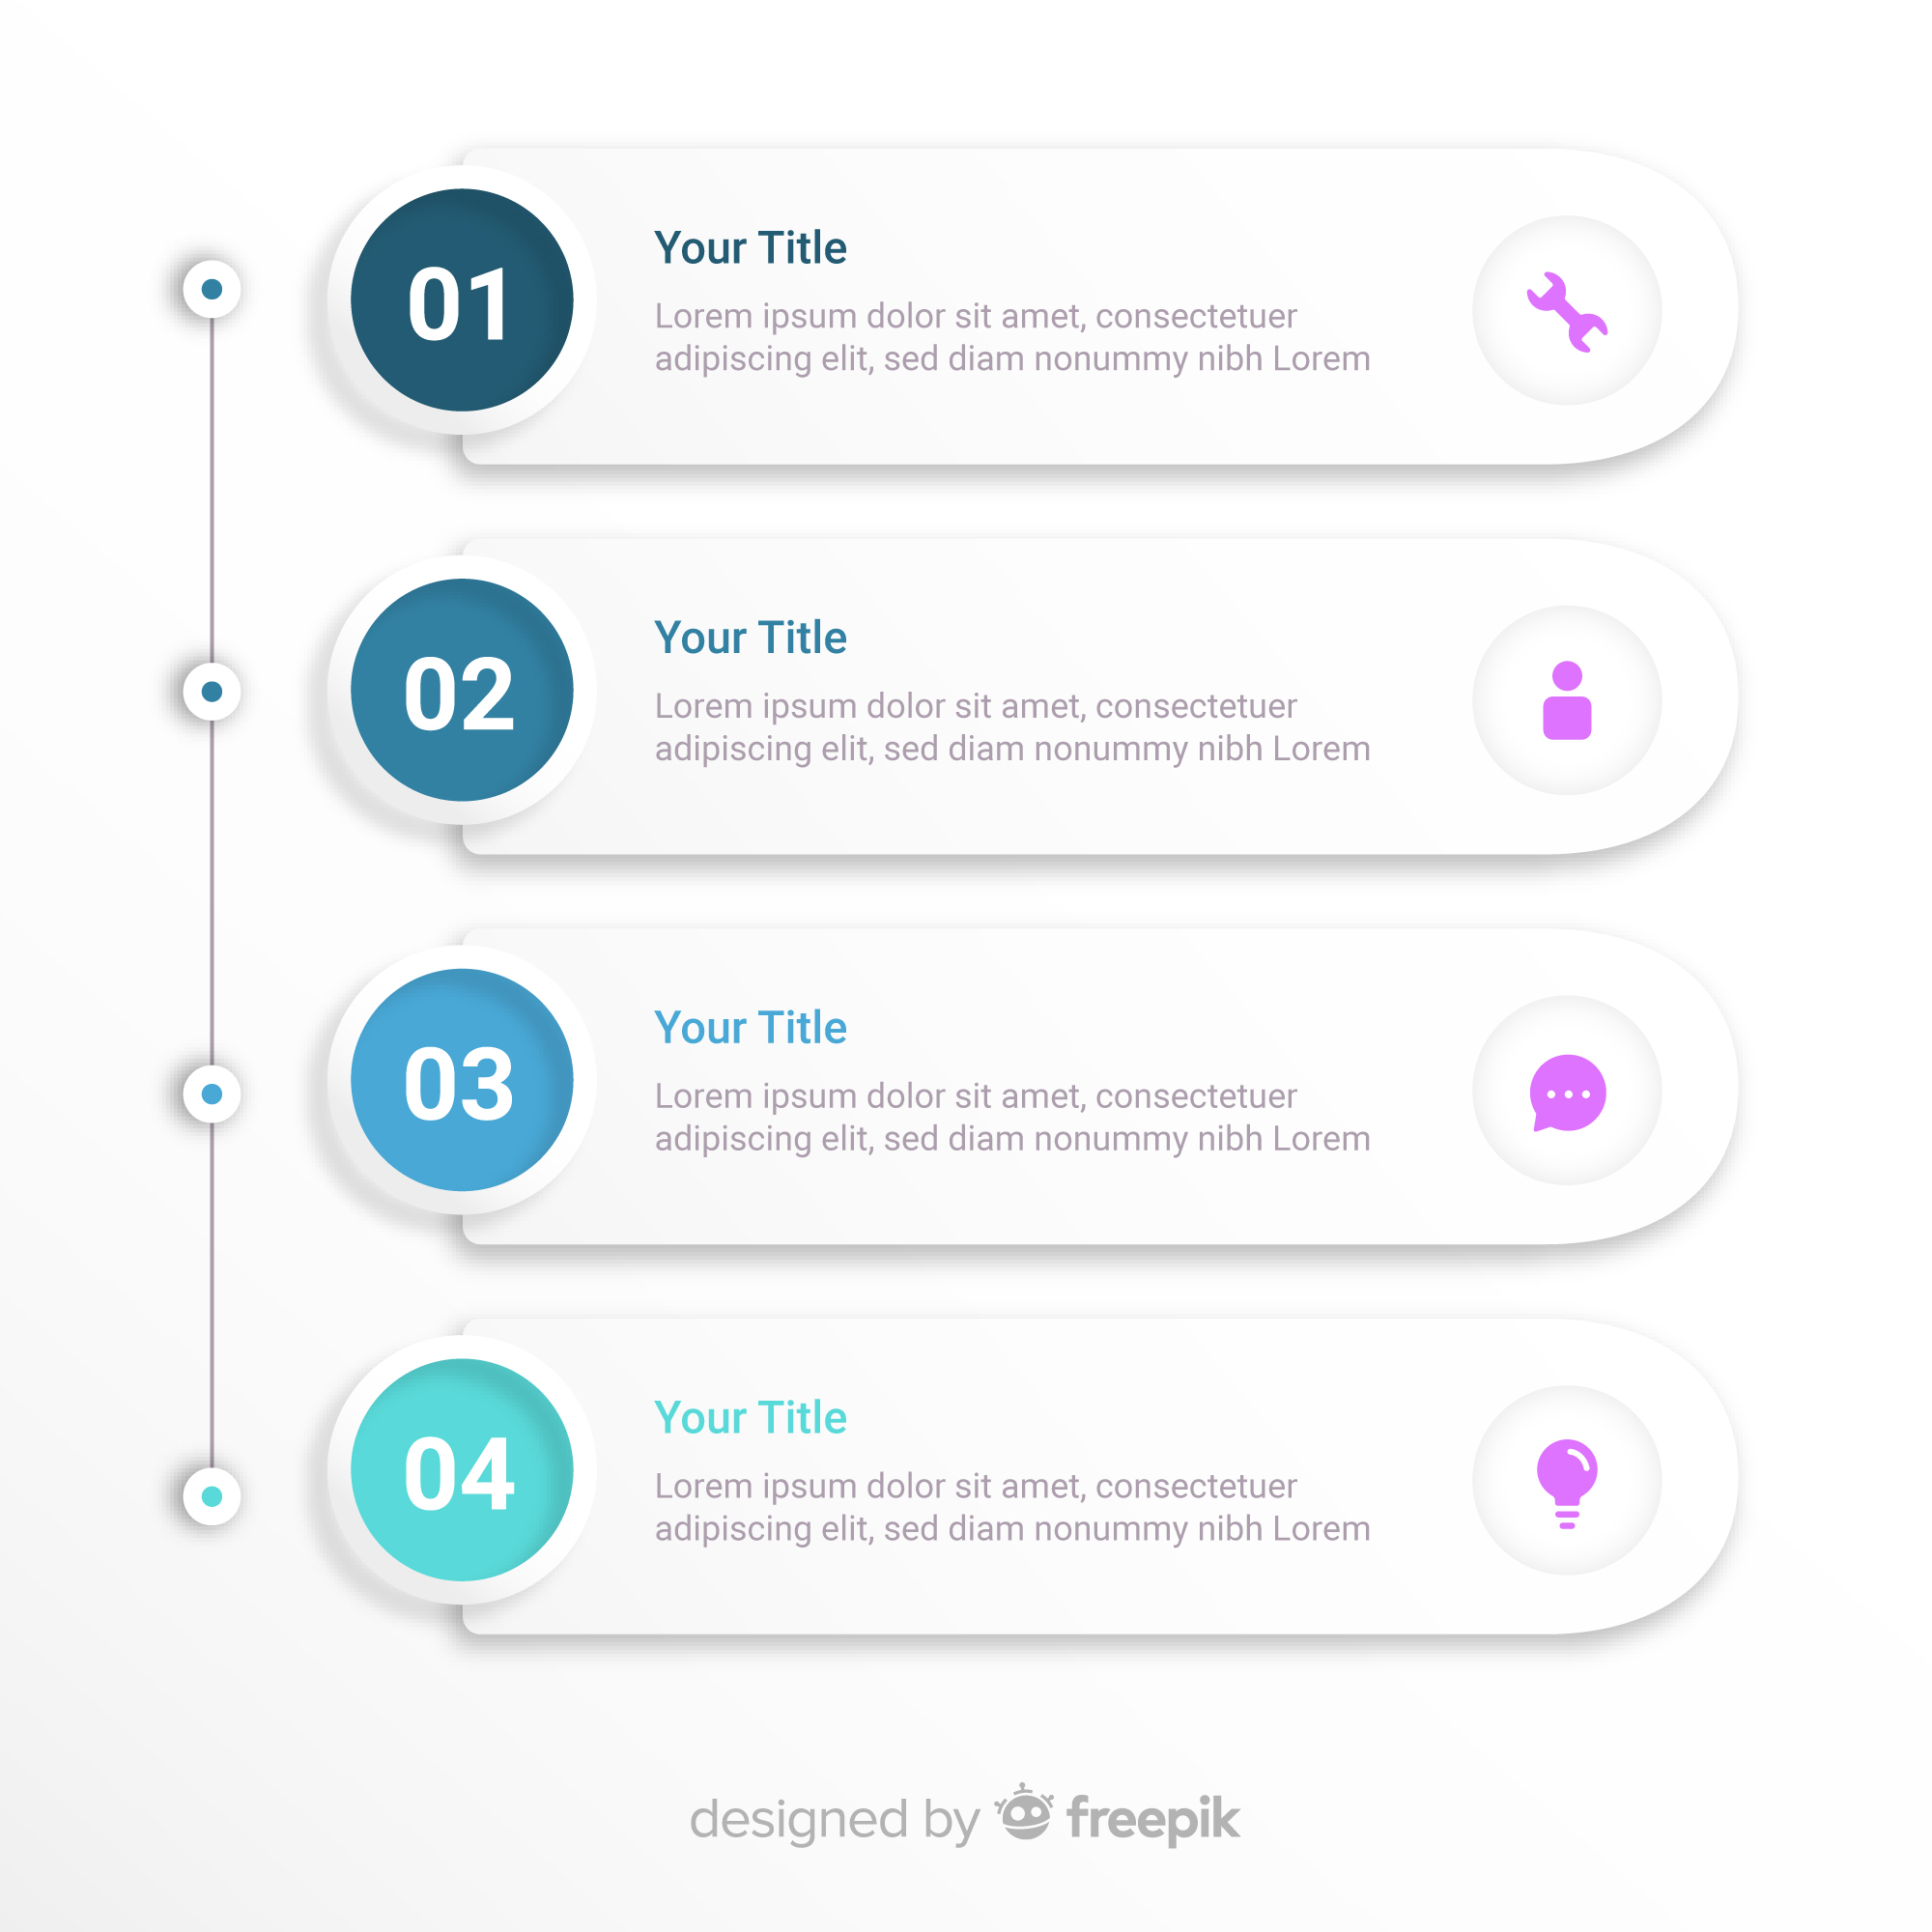 01
Your Title
Lorem ipsum dolor sit amet, consectetuer
adipiscing elit, sed diam nonummy nibh Lorem
02
Your Title
Lorem ipsum dolor sit amet, consectetuer
adipiscing elit, sed diam nonummy nibh Lorem
03
Your Title
Lorem ipsum dolor sit amet, consectetuer
adipiscing elit, sed diam nonummy nibh Lorem
04
Your Title
Lorem ipsum dolor sit amet, consectetuer
adipiscing elit, sed diam nonummy nibh Lorem
designed by freepik